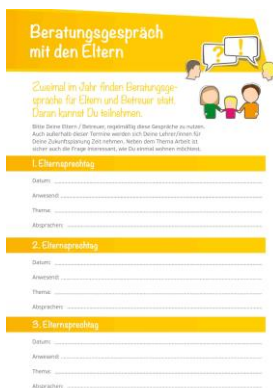 Beratungsgespräch
mit den Eltern
? !
Zweimal im Jahr finden Beratungsge-
spräche für Eltern und Betreuer statt.
Daran kannst Du teilnehmen.
Bitte Deine Eltern / Betreuer, regelmäßig diese Gespräche zu nutzen.
Auch außerhalb dieser Termine werden sich Deine Lehrer/innen für
Deine Zukunftsplanung Zeit nehmen. Neben dem Thema Arbeit ist
sicher auch die Frage interessant, wie Du einmal wohnen möchtest.
1. Elternsprechtag
Datum:
Anwesend:
Thema:
Absprachen:
2. Elternsprechtag
Datum:
Anwesend:
Thema:
Absprachen:
3. Elternsprechtag
Datum:
Anwesend:
Thema:
Absprachen: